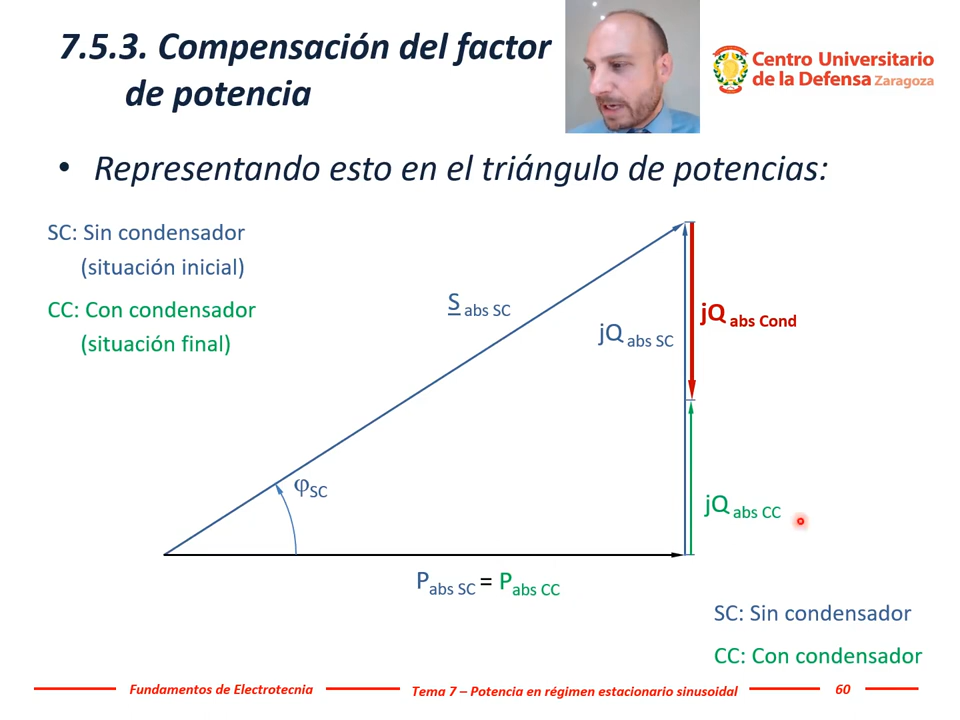 7.5.3. Compensación del factor
de potencia
Centro Universitario
de la Defensa Zaragoza
• Representando esto en el triángulo de potencias:
SC: Sin condensador
(situación inicial)
CC: Con condensador
(situación final)
S abs SC
jQ abs SC
jQ abs Cond
φSC
jQ abs CC
Pabs SC = Pabs CC
SC: Sin condensador
CC: Con condensador
Fundamentos de Electrotecnia
Tema 7 – Potencia en régimen estacionario sinusoidal
60